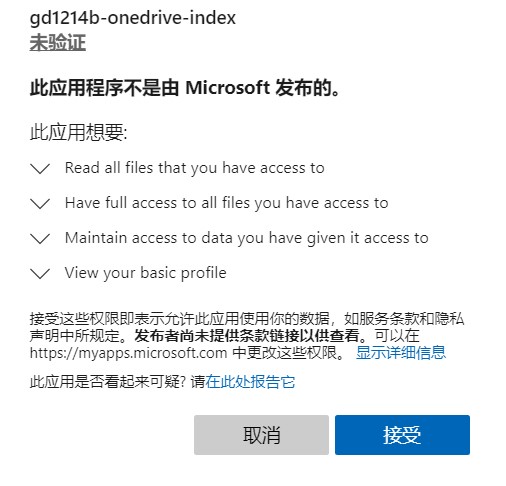 gd1214b-onedrive-index
未验证
此应用程序不是由 Microsoft 发布的。
此应用想要:
Read all files that you have access to
Have full access to all files you have access to
Maintain access to data you have given it access to
View your basic profile
接受这些权限即表示允许此应用使用你的数据，如服务条款和隐私
声明中所规定。发布者尚未提供条款链接以供查看。可以在
https://myapps.microsoft.com 中更改这些权限。 显示详细信息
此应用是否看起来可疑? 请在此处报告它
取消
接受